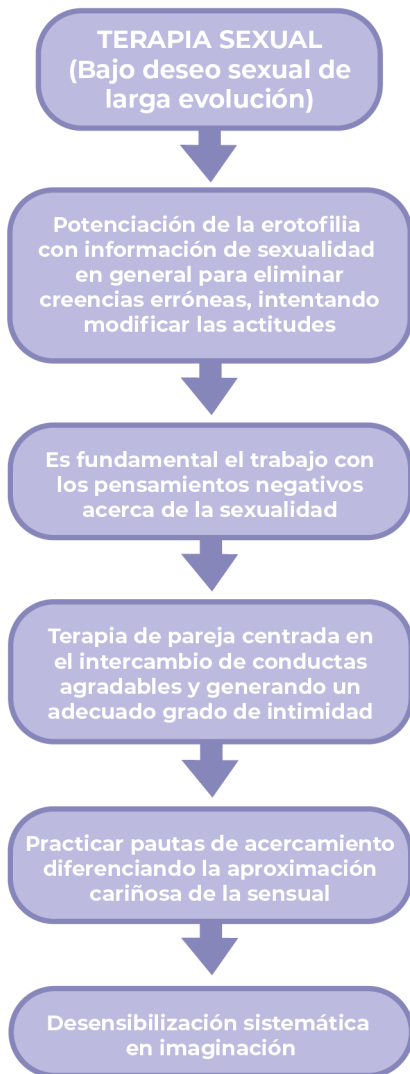 TERAPIA SEXUAL
(Bajo deseo sexual de
larga evolución)
Potenciación de la erotofilia
con información de sexualidad
en general para eliminar
creencias erróneas, intentando
modificar las actitudes
Es fundamental el trabajo con
los pensamientos negativos
acerca de la sexualidad
Terapia de pareja centrada en
el intercambio de conductas
agradables y generando un
adecuado grado de intimidad
Practicar pautas de acercamiento
diferenciando la aproximación
cariñosa de la sensual
Desensibilización sistemática
en imaginación